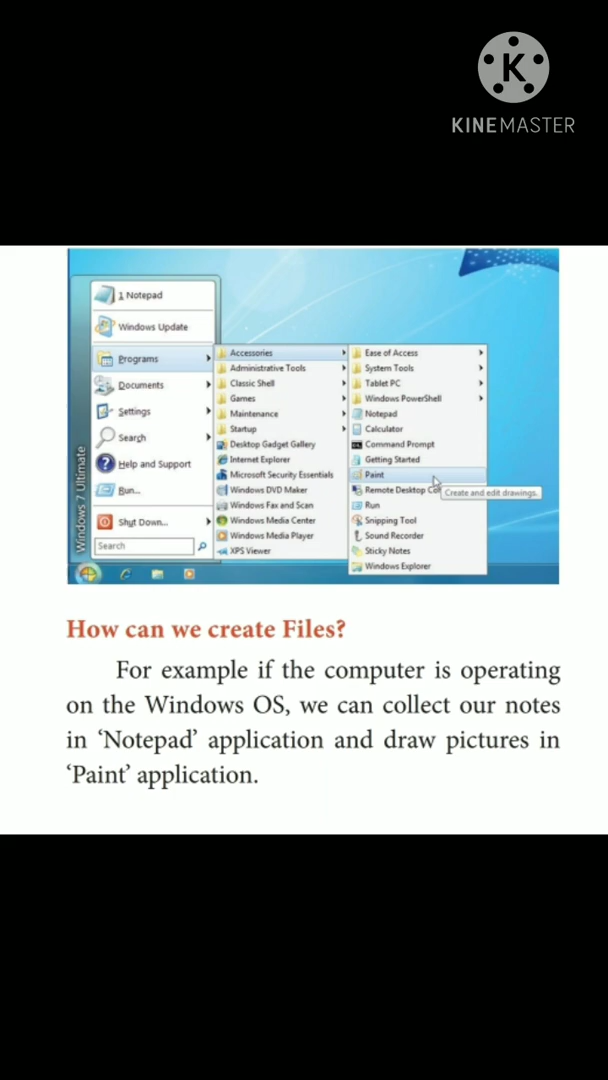 K
KINEMASTER
1 Notepad
Windows Update
Programs
Documents
Settings
Search
Help and Support
Run...
Shut Down...
Search
Windows 7 Ultimate
Accessories
Administrative Tools
Classic Shell
Games
Maintenance
Startup
Desktop Gadget Gallery
Internet Explorer
Microsoft Security Essentials
Windows DVD Maker
Windows Fax and Scan
Windows Media Center
Windows Media Player
XPS Viewer
Ease of Access
System Tools
Tablet PC
Windows PowerShell
Notepad
Calculator
Command Prompt
Getting Started
Paint
Remote Desktop Co
Create and edit drawings.
Run
Snipping Tool
Sound Recorder
Sticky Notes
Windows Explorer
How can we create Files?
For example if the computer is operating
on the Windows OS, we can collect our notes
in ‘Notepad’ application and draw pictures in
‘Paint’ application.